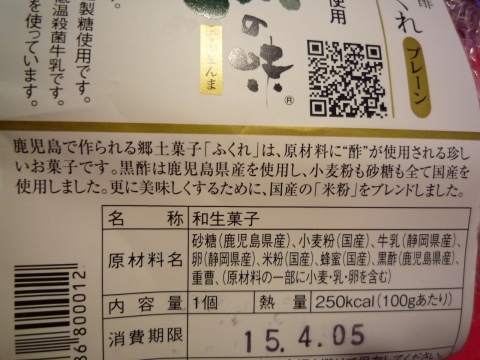 製糖使用です。
温殺菌牛乳です。
を使っています。
の味
®
使用
酢
くれ
プレーン
鹿児島で作られる郷土菓子「ふくれ」は、原材料に"酢"が使用される珍し
いお菓子です。黒酢は鹿児島県産を使用し、小麦粉も砂糖も全て国産を
使用しました。更に美味しくするために、国産の「米粉」をブレンドしました。
名称 和生菓子
原材料名 砂糖(鹿児島県産)、小麦粉(国産)、牛乳(静岡県産)、
卵(静岡県産)、米粉(国産)、蜂蜜(国産)、黒酢(鹿児島県産)、
重曹、(原材料の一部に小麦・乳・卵を含む)
内容量 1個 熱量 250kcal(100gあたり)
消費期限 15.4.05
86800012